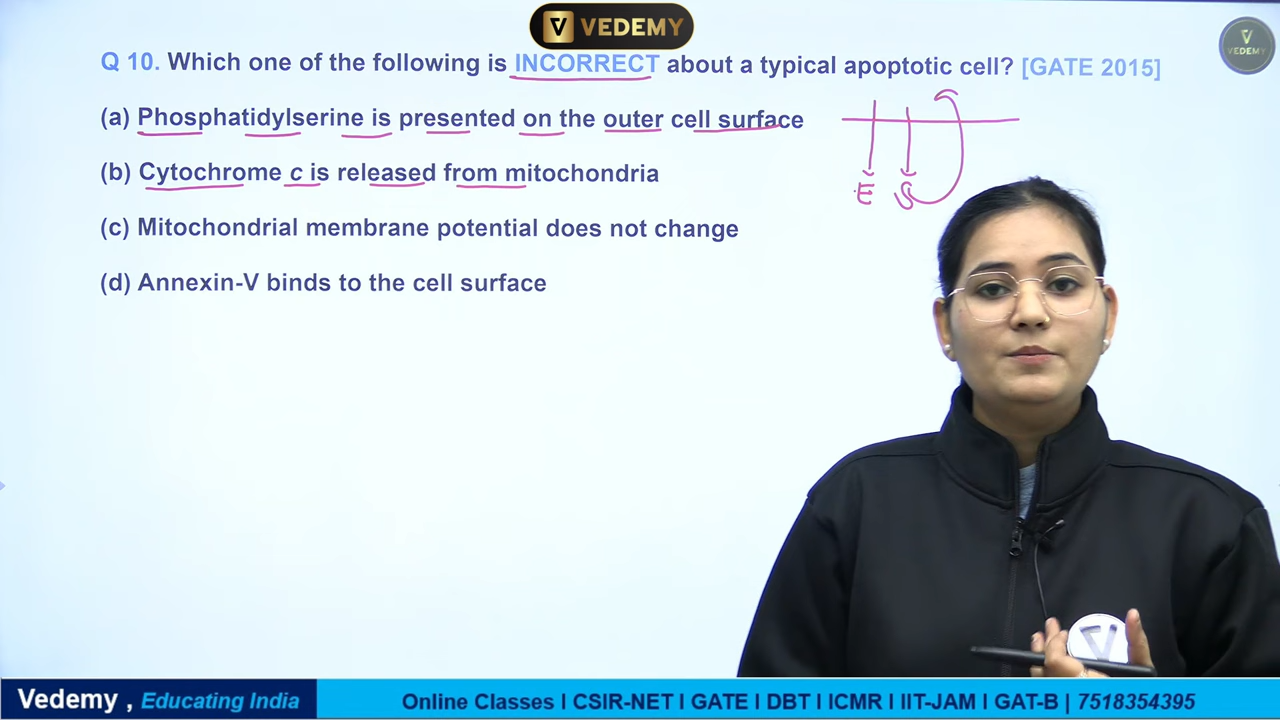 VEDEMY
VEDEMY
Q 10. Which one of the following is INCORRECT about a typical apoptotic cell? [GATE 2015]
(a) Phosphatidylserine is presented on the outer cell surface
(b) Cytochrome c is released from mitochondria
E S
(c) Mitochondrial membrane potential does not change
(d) Annexin-V binds to the cell surface
Vedemy , Educating India
Online Classes I CSIR-NET I GATE I DBT I ICMR I IIT-JAM I GAT-B | 7518354395